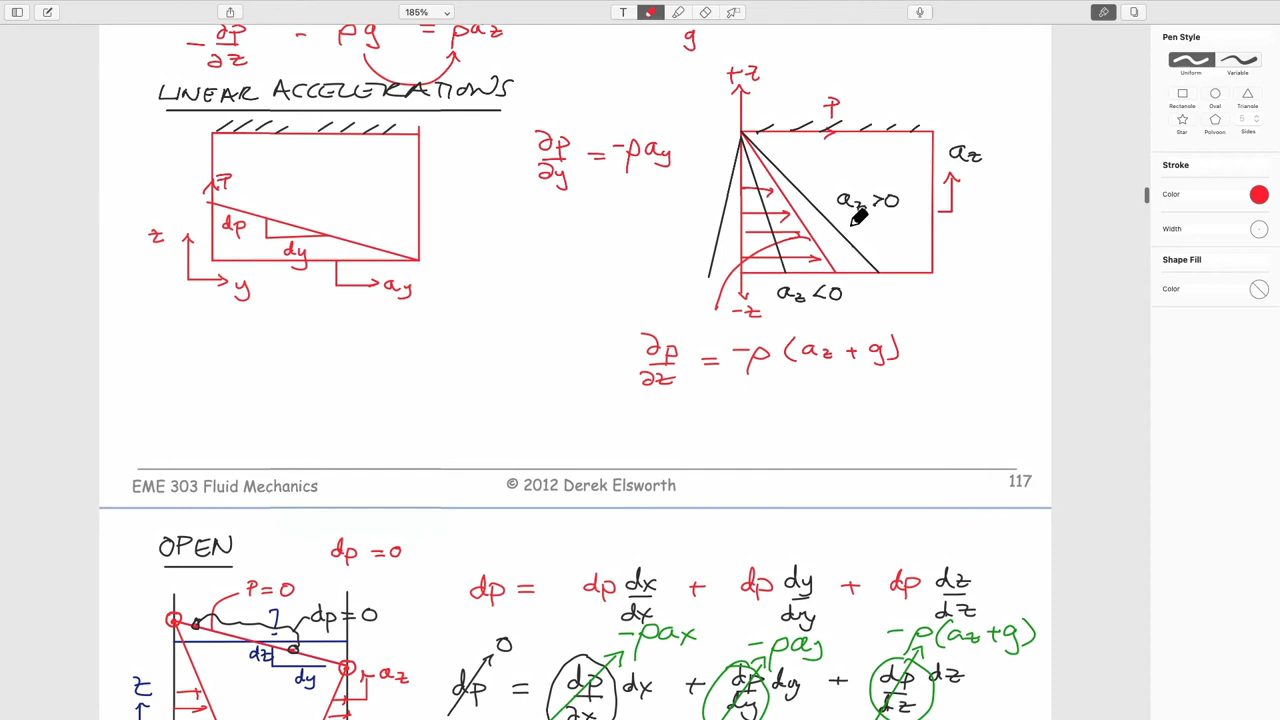 185%
T
-∂p/∂z - ρg = ρaz
g
LINEAR ACCELERATIONS
+z
P
∂p/∂y = -ρay
az
P
az >0
dp
z
dy
y
ay
az <0
-z
∂p/∂z = -ρ (az + g)
EME 303 Fluid Mechanics
© 2012 Derek Elsworth
117
OPEN
dp = 0
P = 0
dp = dp dx/dx + dp dy/dy + dp dz/dz
? dp = 0
-ρax
-ρay
-ρ(az+g)
dz
dy
az
0
dp = dp/dx dx + dp/dy dy + dp/dz dz
z
Pen Style
Uniform
Variable
Rectangle
Oval
Triangle
Star
Polygon
5
Sides
Stroke
Color
Width
Shape Fill
Color